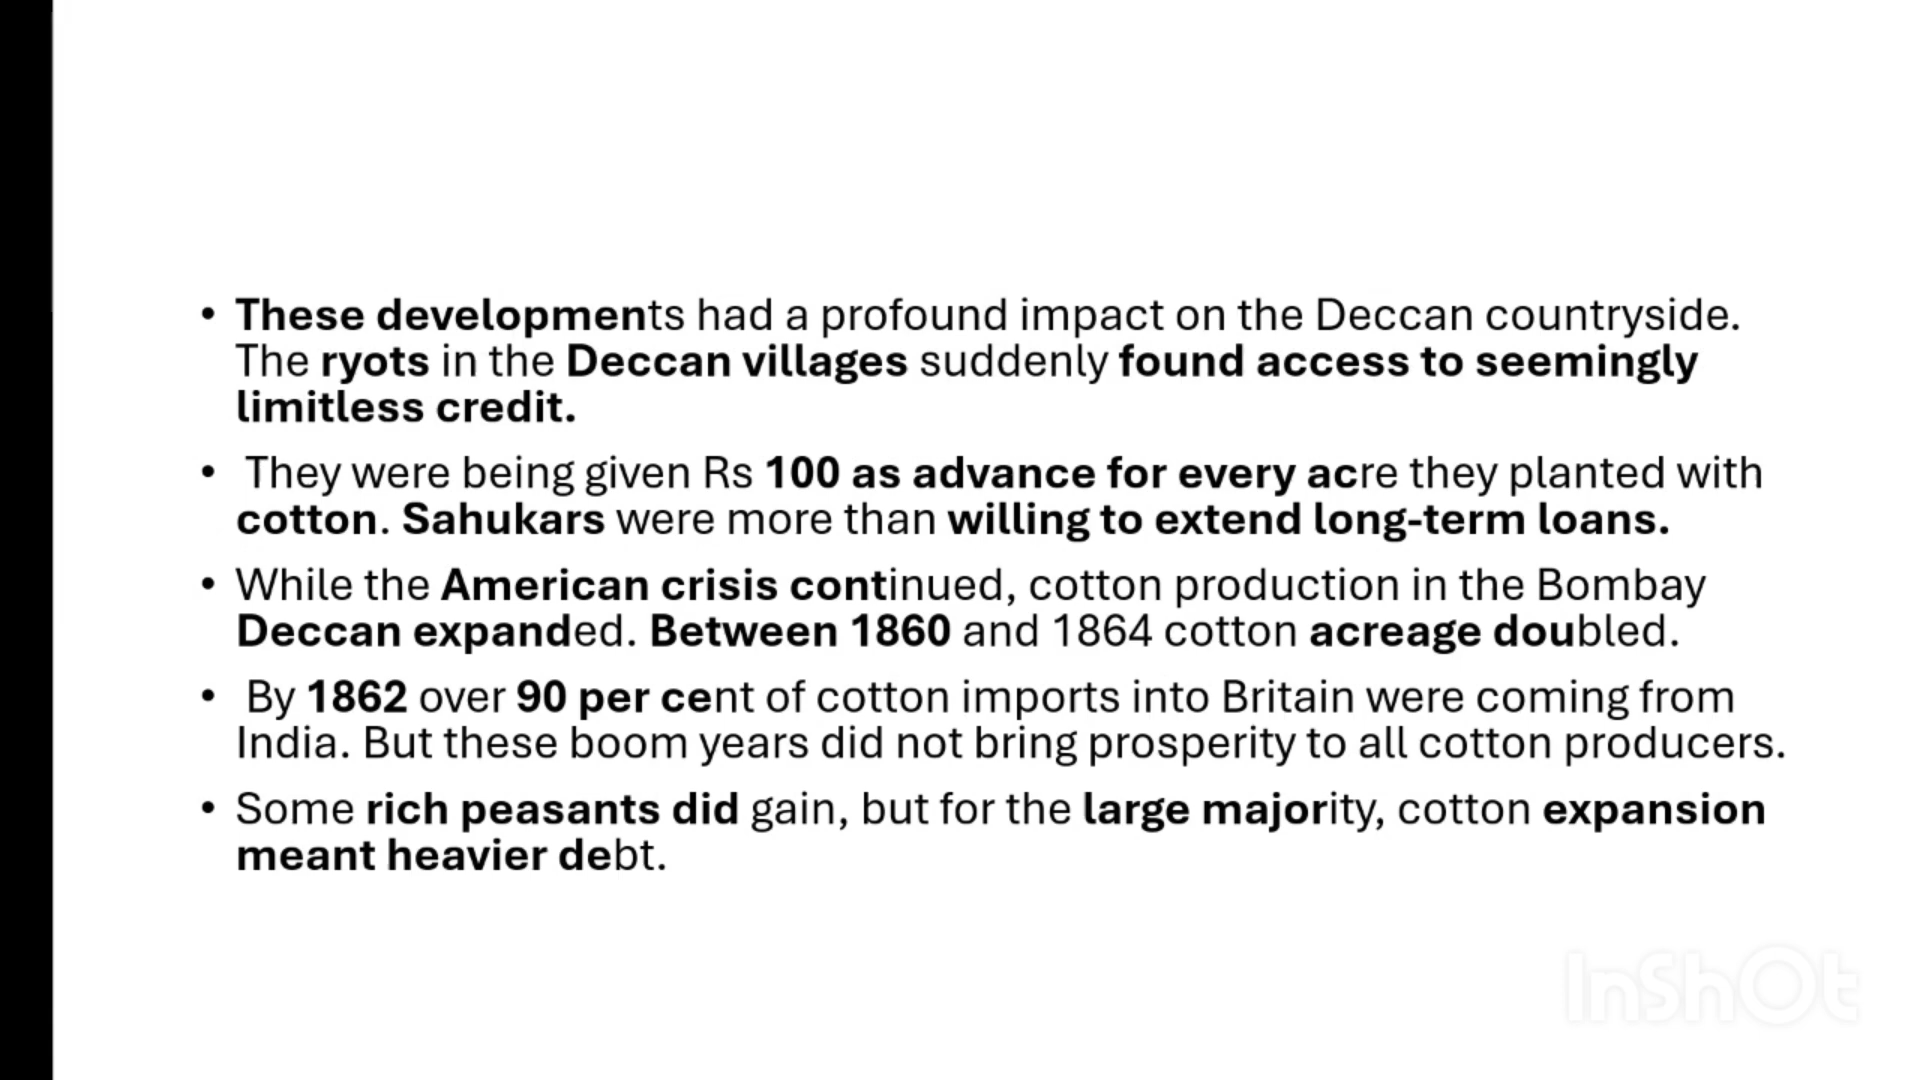 • These developments had a profound impact on the Deccan countryside.
The ryots in the Deccan villages suddenly found access to seemingly
limitless credit.
• They were being given Rs 100 as advance for every acre they planted with
cotton. Sahukars were more than willing to extend long-term loans.
• While the American crisis continued, cotton production in the Bombay
Deccan expanded. Between 1860 and 1864 cotton acreage doubled.
• By 1862 over 90 per cent of cotton imports into Britain were coming from
India. But these boom years did not bring prosperity to all cotton producers.
• Some rich peasants did gain, but for the large majority, cotton expansion
meant heavier debt.
InShOt